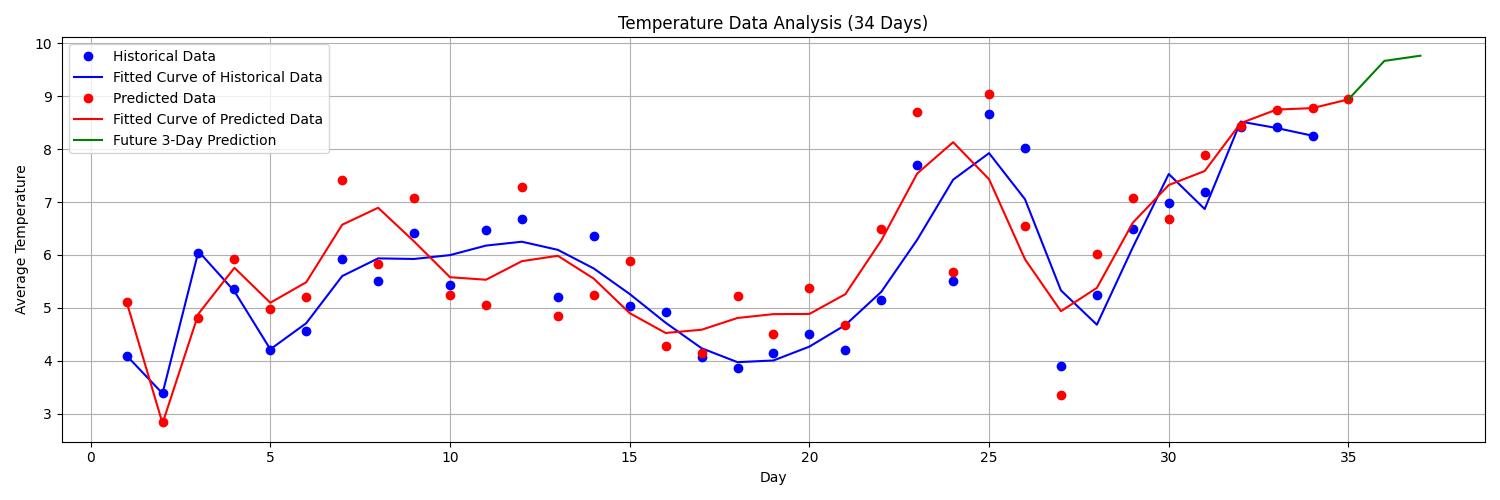 Temperature Data Analysis (34 Days)
Historical Data
Fitted Curve of Historical Data
Predicted Data
Fitted Curve of Predicted Data
Future 3-Day Prediction
Average Temperature
10
9
8
7
6
5
4
3
0 5 10 15 20 25 30 35
Day